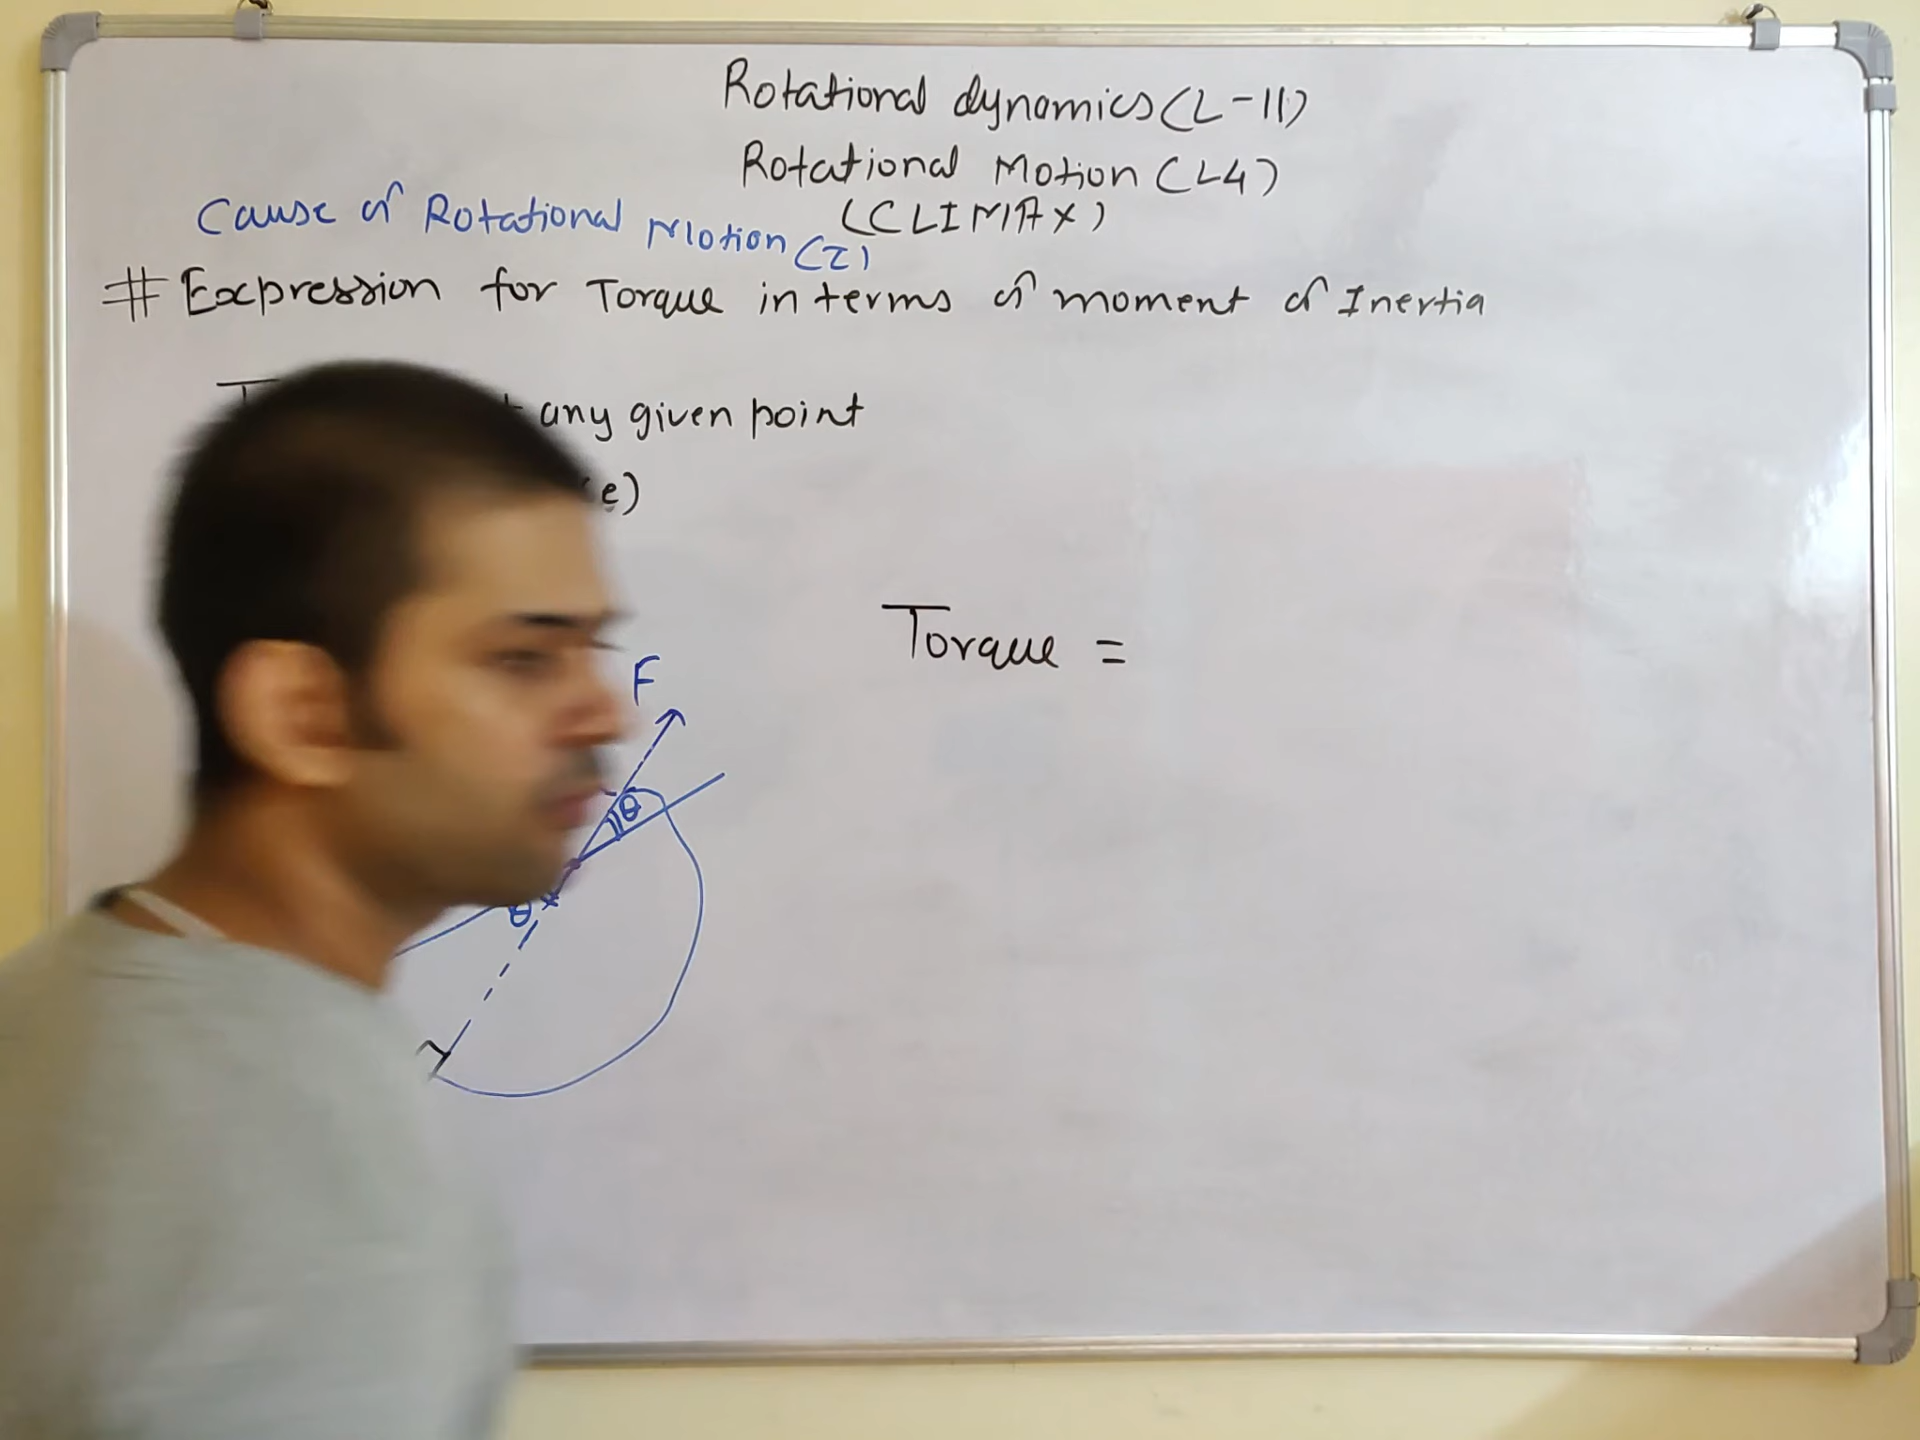 Rotational dynamics (L-11)
Rotational Motion (L4)
(CLIMAX)
Cause of Rotational Motion (τ)
# Expression for Torque in terms of moment of Inertia
any given point
e)
Torque =
F
θ
θ